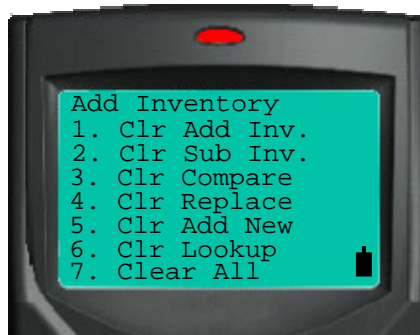 Add Inventory
1. Clr Add Inv.
2. Clr Sub Inv.
3. Clr Compare
4. Clr Replace
5. Clr Add New
6. Clr Lookup
7. Clear All